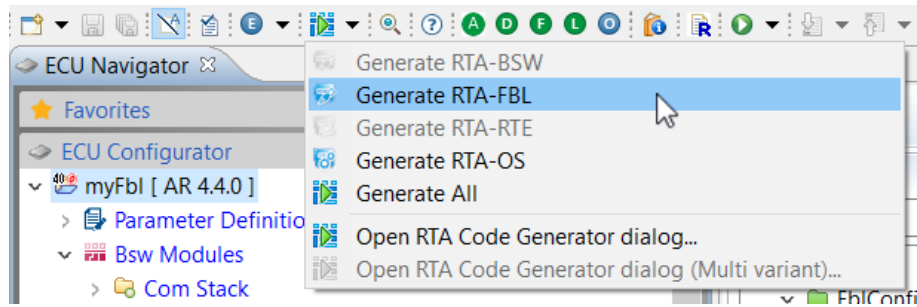 E
A D F L O
R
ECU Navigator
Favorites
ECU Configurator
myFbl [ AR 4.4.0 ]
Parameter Definitio
Bsw Modules
Com Stack
Generate RTA-BSW
Generate RTA-FBL
Generate RTA-RTE
Generate RTA-OS
Generate All
Open RTA Code Generator dialog...
Open RTA Code Generator dialog (Multi variant)...
FblConfi